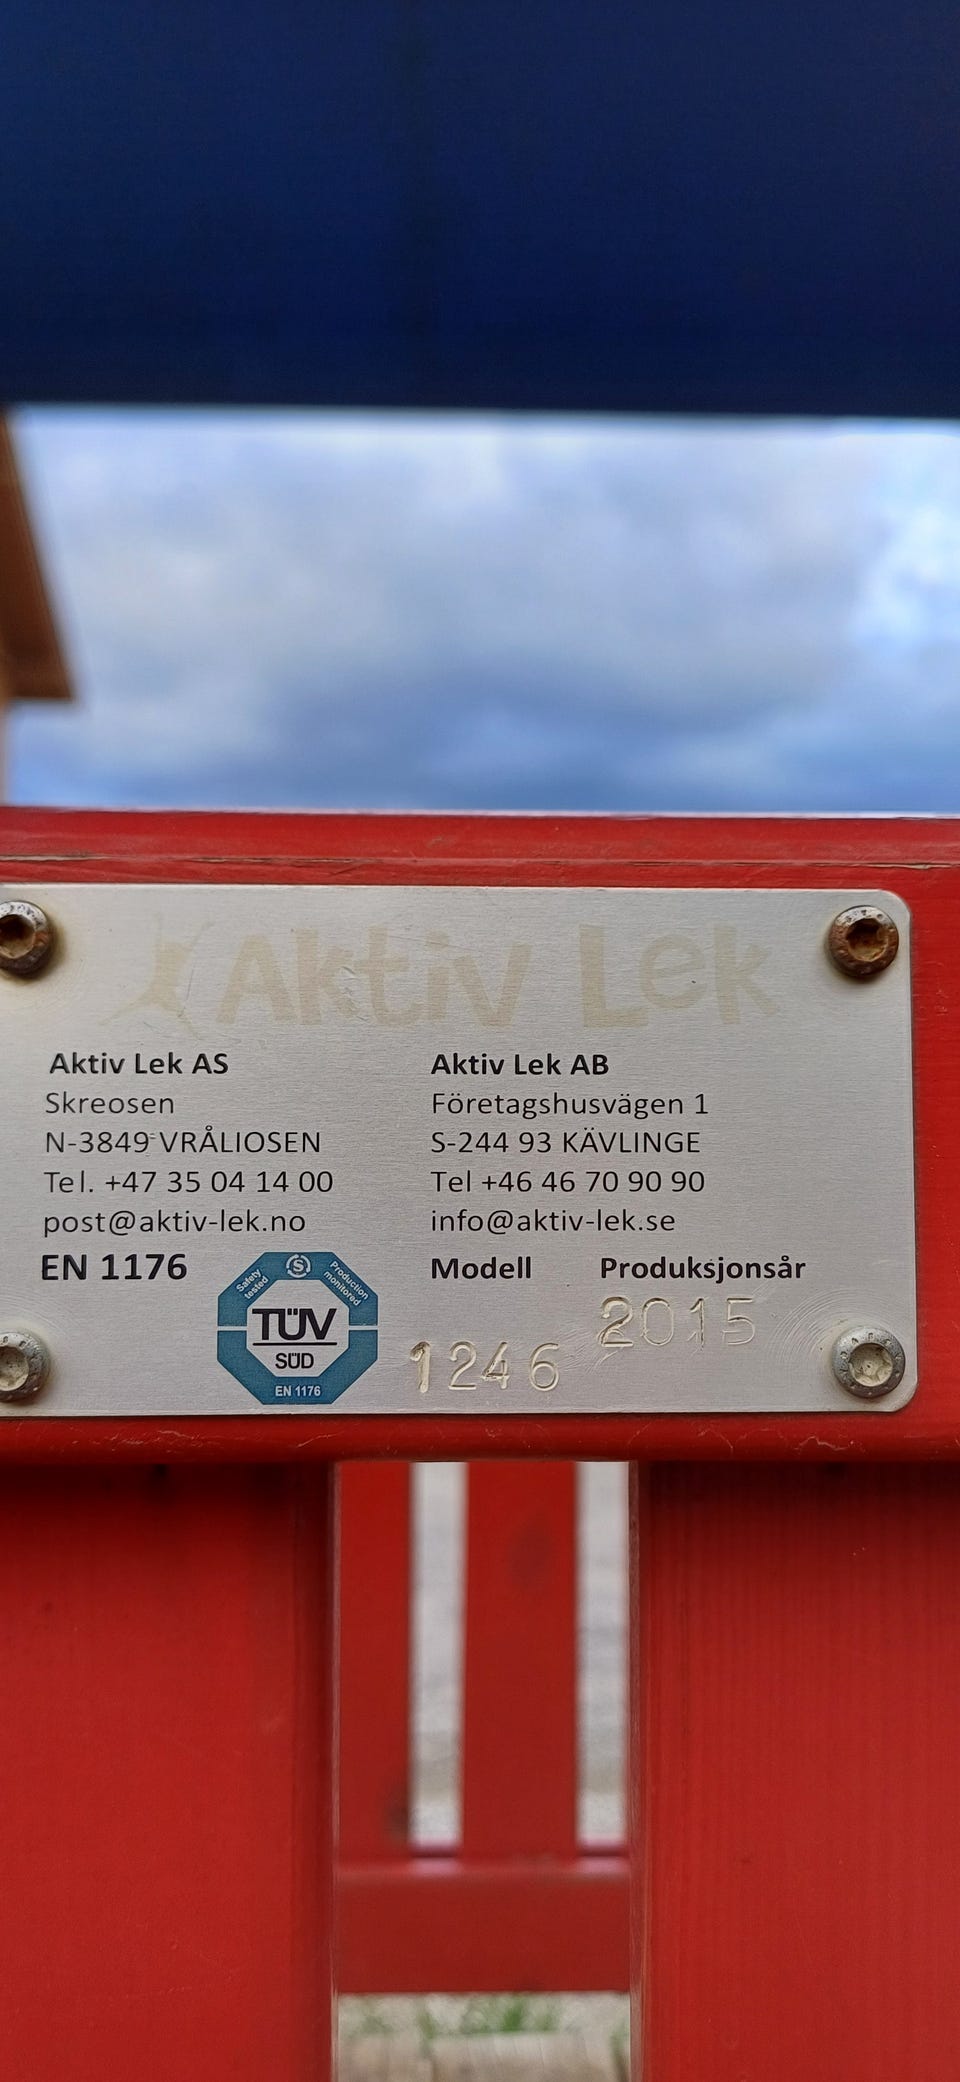 Aktiv Lek
Aktiv Lek AS
Skreosen
N-3849 VRÅLIOSEN
Tel. +47 35 04 14 00
post@aktiv-lek.no
EN 1176
Safety tested
Production monitored
TÜV
SÜD
EN 1176
Aktiv Lek AB
Företagshusvägen 1
S-244 93 KÄVLINGE
Tel +46 46 70 90 90
info@aktiv-lek.se
Modell Produksjonsår
1246 2015